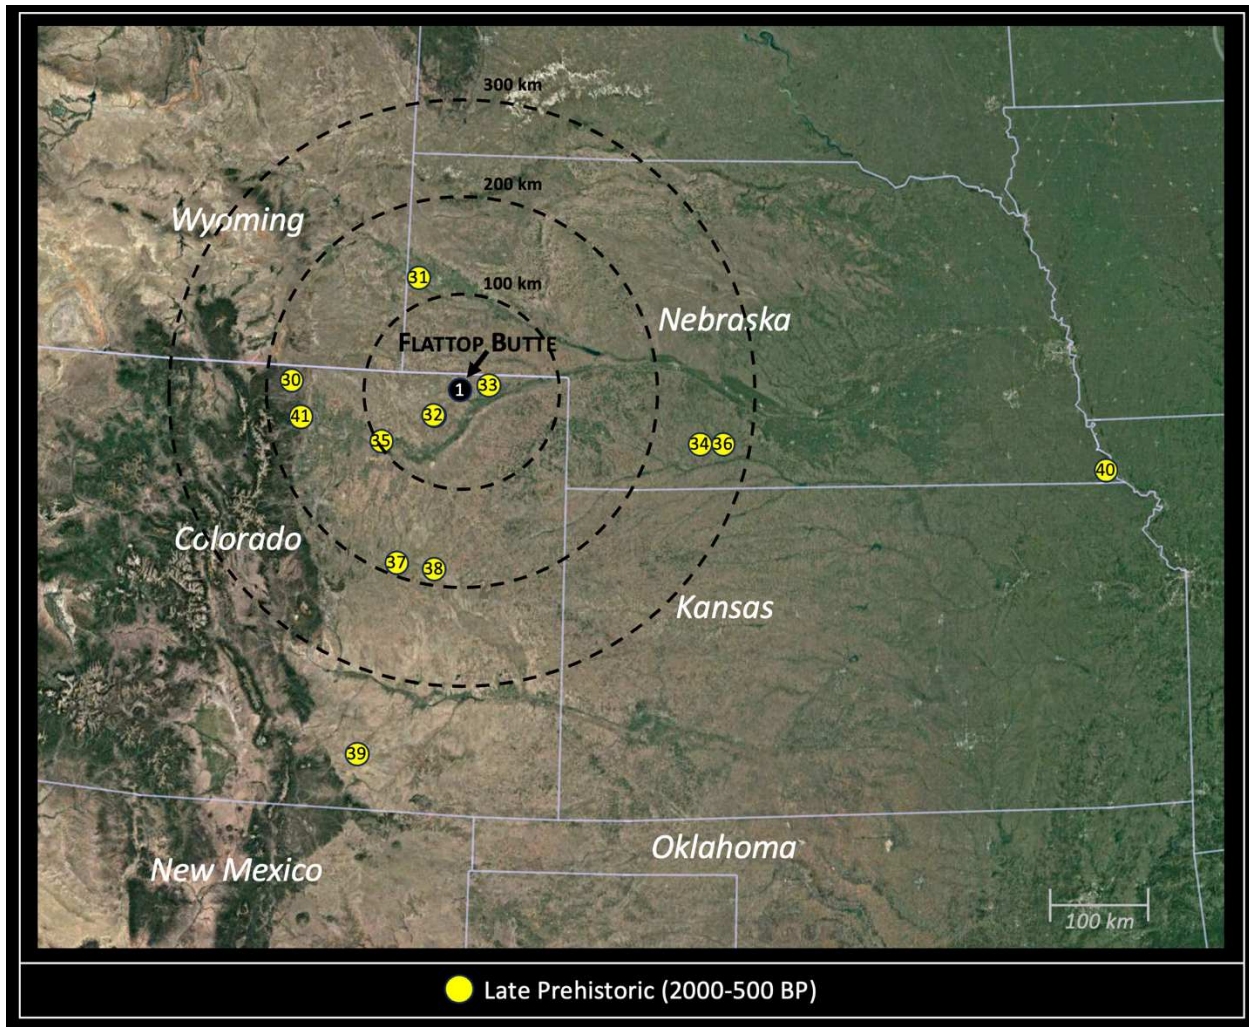 300 km
200 km
Wyoming
31
100 km
Nebraska
FLATTOP BUTTE
30
1
33
41
32
35
34
36
40
Colorado
37
38
Kansas
39
Oklahoma
New Mexico
100 km
Late Prehistoric (2000-500 BP)